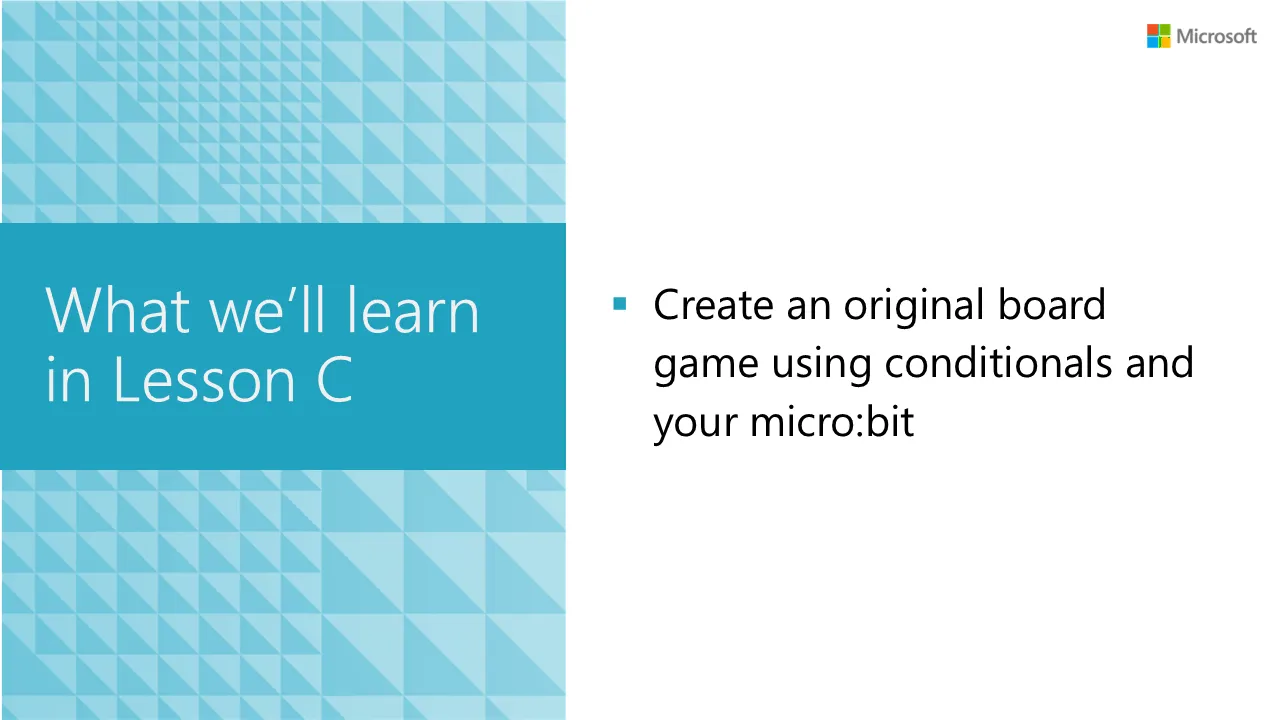 Microsoft
What we’ll learn
in Lesson C
▪ Create an original board
game using conditionals and
your micro:bit